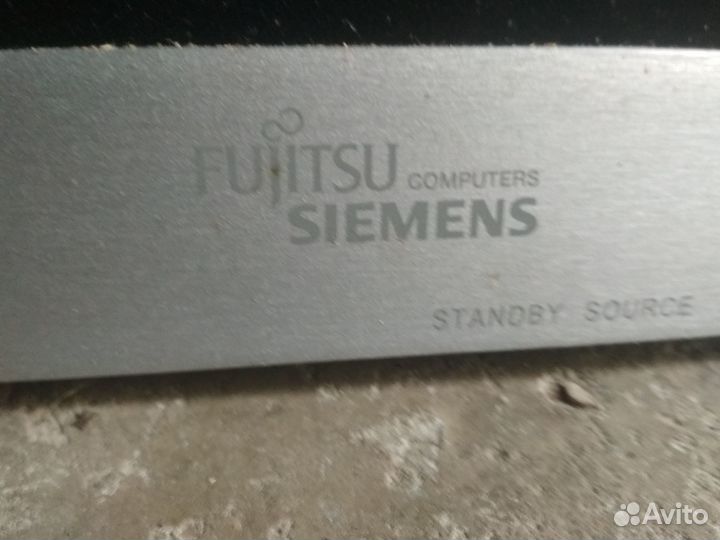 FUJITSU COMPUTERS
SIEMENS
STANDBY SOURCE
Avito